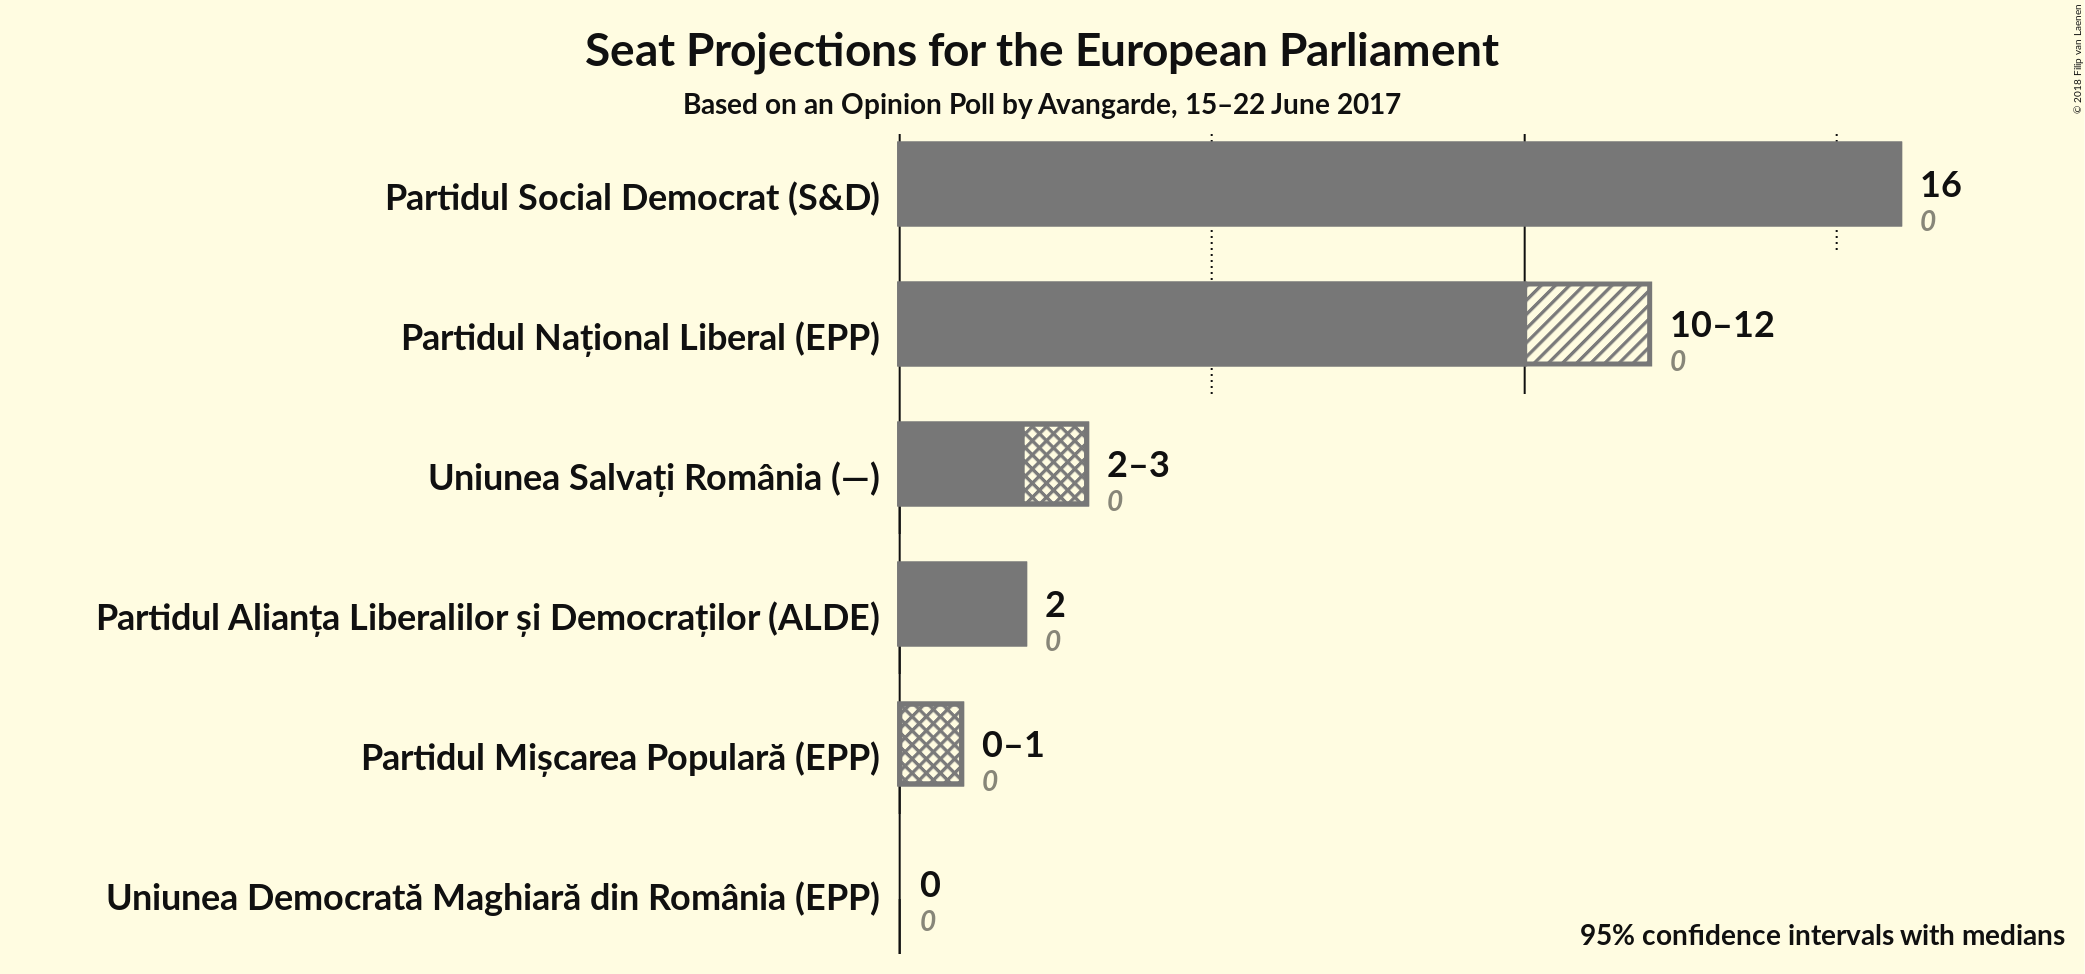 Seat Projections for the European Parliament
Based on an Opinion Poll by Avangarde, 15–22 June 2017
© 2018 Filip van Laenen
Partidul Social Democrat (S&D)
16
0
Partidul Național Liberal (EPP)
10–12
0
Uniunea Salvați România (—)
2–3
0
Partidul Alianța Liberalilor și Democraților (ALDE)
2
0
Partidul Mișcarea Populară (EPP)
0–1
0
Uniunea Democrată Maghiară din România (EPP)
0
0
95% confidence intervals with medians